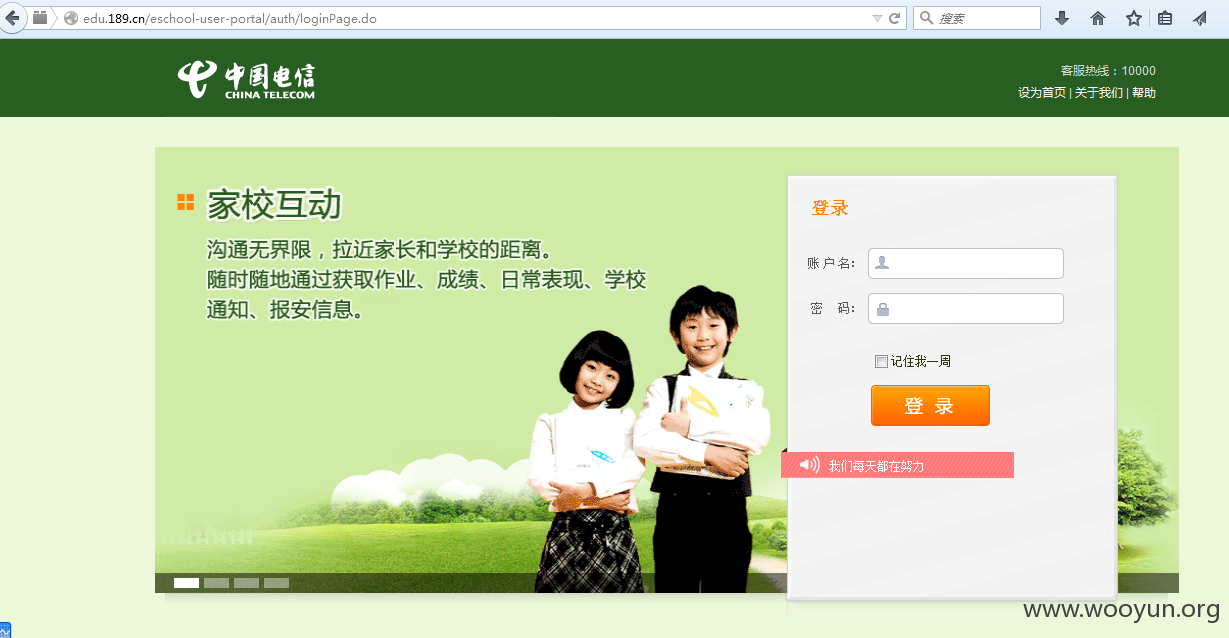 edu.189.cn/eschool-user-portal/auth/loginPage.do
搜索
中国电信
CHINA TELECOM
客服热线：10000
设为首页 | 关于我们 | 帮助
家校互动
沟通无界限，拉近家长和学校的距离。
随时随地通过获取作业、成绩、日常表现、学校
通知、报安信息。
登录
账 户 名:
密 码:
记住我一周
登 录
我们每天都在努力
www.wooyun.org